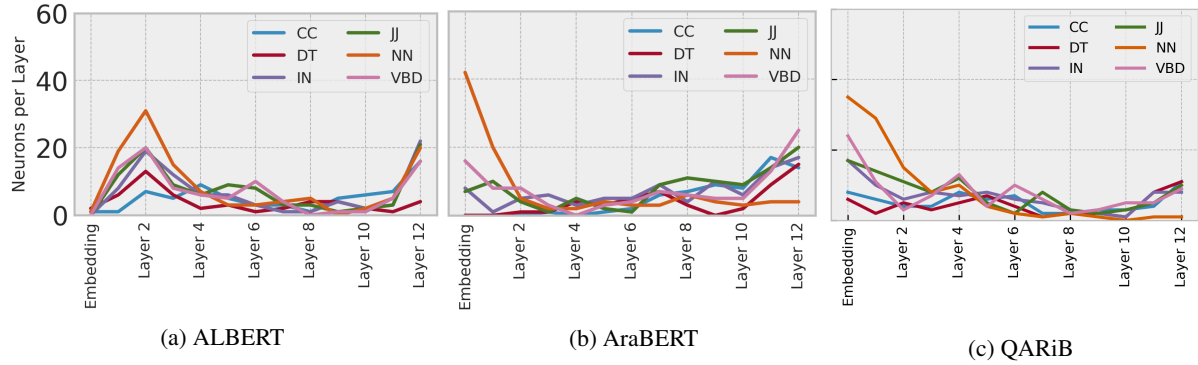 Neurons per Layer
60
40
20
0
CC JJ
DT NN
IN VBD
Embedding
Layer 2
Layer 4
Layer 6
Layer 8
Layer 10
Layer 12
(a) ALBERT
CC JJ
DT NN
IN VBD
Embedding
Layer 2
Layer 4
Layer 6
Layer 8
Layer 10
Layer 12
(b) AraBERT
CC JJ
DT NN
IN VBD
Embedding
Layer 2
Layer 4
Layer 6
Layer 8
Layer 10
Layer 12
(c) QARiB